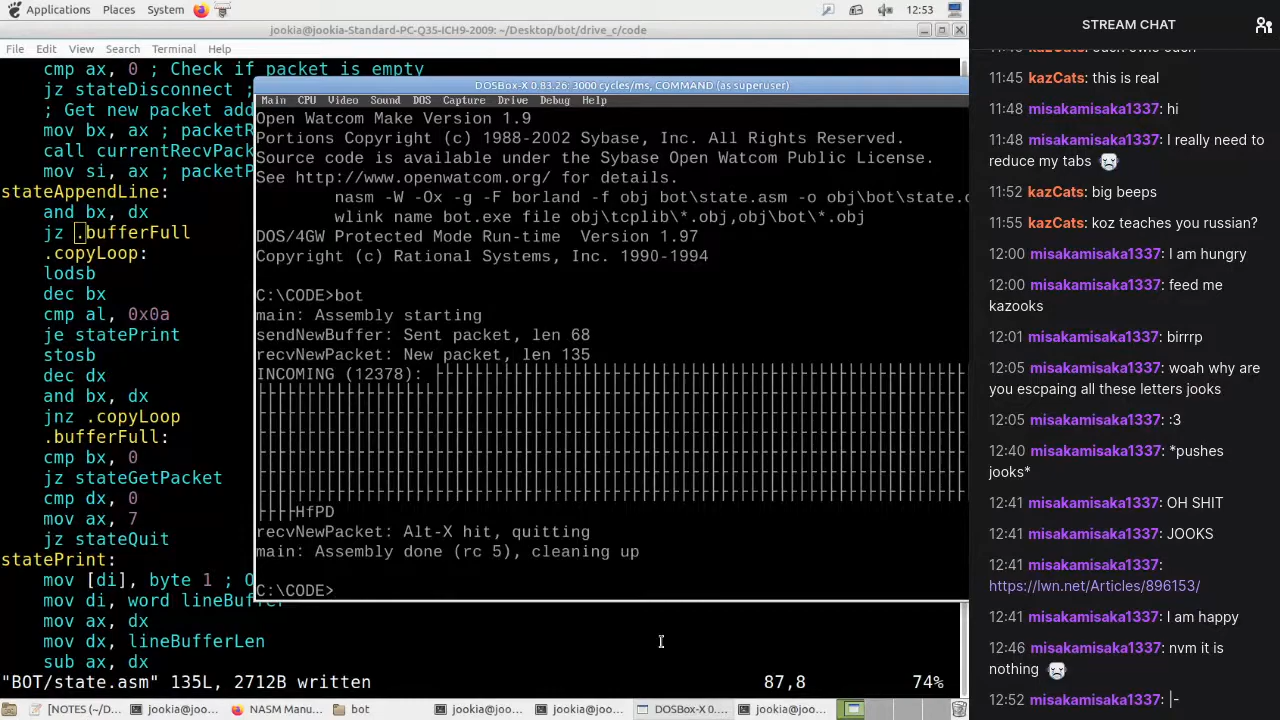 Applications Places System 12:53
jookia@jookia-Standard-PC-Q35-ICH9-2009: ~/Desktop/bot/drive_c/code
File Edit View Search Terminal Help
cmp ax, 0 ; Check if packet is empty
jz stateDisconnect ;
; Get new packet add
mov bx, ax ; packetR
call currentRecvPack
mov si, ax ; packetP
stateAppendLine:
and bx, dx
jz .bufferFull
.copyLoop:
lodsb
dec bx
cmp al, 0x0a
je statePrint
stosb
dec dx
and bx, dx
jnz .copyLoop
.bufferFull:
cmp bx, 0
jz stateGetPacket
cmp dx, 0
mov ax, 7
jz stateQuit
statePrint:
mov [di], byte 1 ; O
mov di, word lineBuffer
mov ax, dx
mov dx, lineBufferLen
sub ax, dx
"BOT/state.asm" 135L, 2712B written 87,8 74%
DOSBox-X 0.83.26: 3000 cycles/ms, COMMAND (as superuser)
Main CPU Video Sound DOS Capture Drive Debug Help
Open Watcom Make Version 1.9
Portions Copyright (c) 1988-2002 Sybase, Inc. All Rights Reserved.
Source code is available under the Sybase Open Watcom Public License.
See http://www.openwatcom.org/ for details.
nasm -W -Ox -g -F borland -f obj bot\state.asm -o obj\bot\state.o
wlink name bot.exe file obj\tcplib\*.obj,obj\bot\*.obj
DOS/4GW Protected Mode Run-time Version 1.97
Copyright (c) Rational Systems, Inc. 1990-1994
C:\CODE>bot
main: Assembly starting
sendNewBuffer: Sent packet, len 68
recvNewPacket: New packet, len 135
INCOMING (12378):
├├├├HfPD
recvNewPacket: Alt-X hit, quitting
main: Assembly done (rc 5), cleaning up
C:\CODE>
[NOTES (~/D... jookia@jooki... NASM Manu... bot jookia@jooki... jookia@jooki... DOSBox-X 0.... jookia@jooki...
STREAM CHAT
11:45 kazCats: this is real
11:48 misakamisaka1337: hi
11:48 misakamisaka1337: I really need to
reduce my tabs
11:52 kazCats: big beeps
11:55 kazCats: koz teaches you russian?
12:00 misakamisaka1337: I am hungry
12:00 misakamisaka1337: feed me
kazooks
12:01 misakamisaka1337: birrrp
12:05 misakamisaka1337: woah why are
you escpaing all these letters jooks
12:05 misakamisaka1337: :3
12:40 misakamisaka1337: *pushes
jooks*
12:41 misakamisaka1337: OH SHIT
12:41 misakamisaka1337: JOOKS
12:41 misakamisaka1337:
https://lwn.net/Articles/896153/
12:41 misakamisaka1337: I am happy
12:46 misakamisaka1337: nvm it is
nothing
12:52 misakamisaka1337: |-